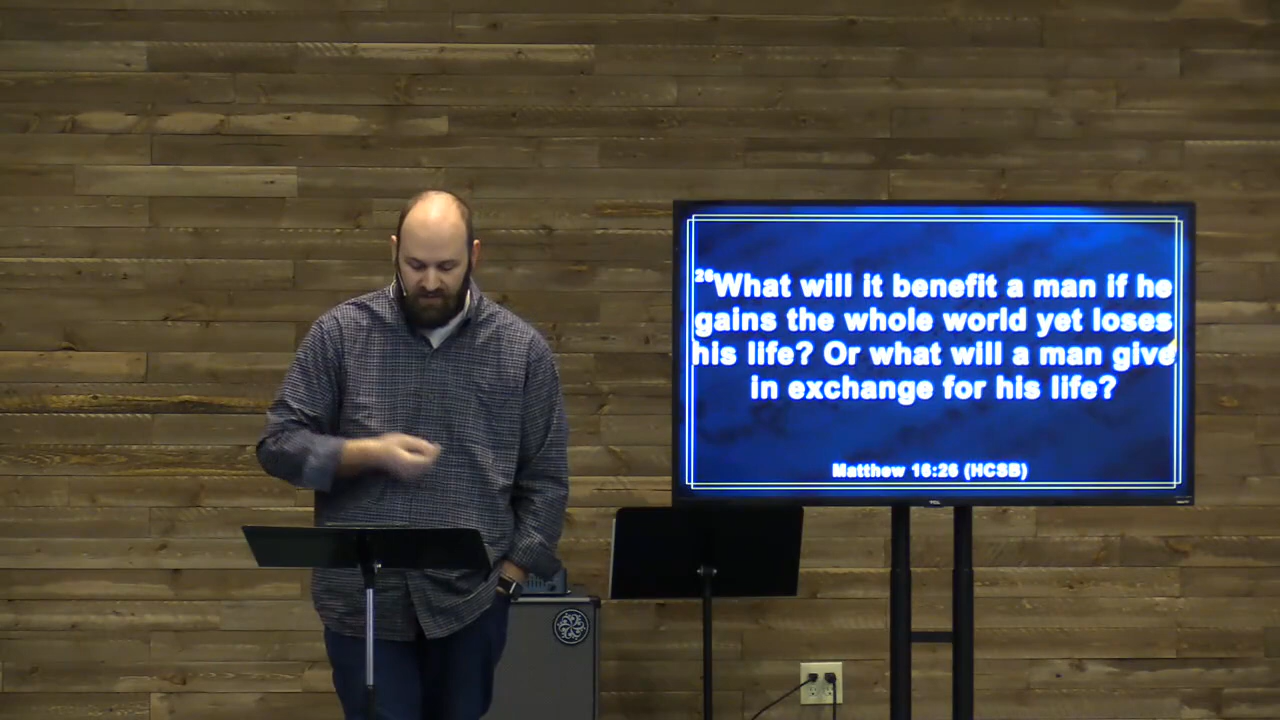 26What will it benefit a man if he
gains the whole world yet loses
his life? Or what will a man give
in exchange for his life?
Matthew 16:26 (HCSB)
TCL